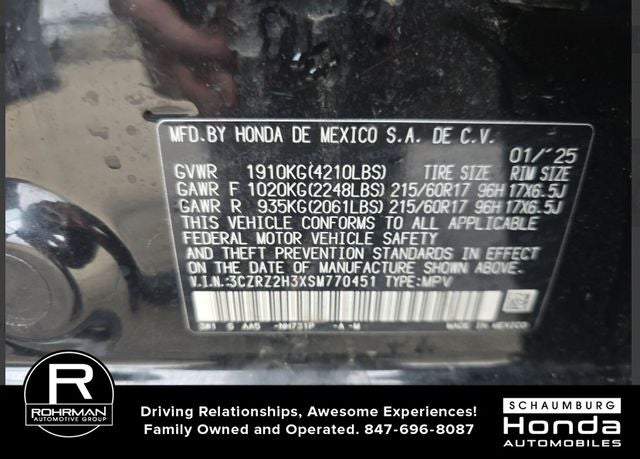 MFD.BY HONDA DE MEXICO S.A. DE C.V.
01/'25
GVWR 1910KG(4210LBS) TIRE SIZE RIM SIZE
GAWR F 1020KG(2248LBS) 215/60R17 96H 17X6.5J
GAWR R 935KG(2061LBS) 215/60R17 96H 17X6.5J
THIS VEHICLE CONFORMS TO ALL APPLICABLE
FEDERAL MOTOR VEHICLE SAFETY
AND THEFT PREVENTION STANDARDS IN EFFECT
ON THE DATE OF MANUFACTURE SHOWN ABOVE.
V.I.N.:3CZRZ2H3XSM770451 TYPE:MPV
3W1 S AA5 -NH731P -A -M MADE IN MEXICO
R
ROHRMAN
AUTOMOTIVE GROUP
Driving Relationships, Awesome Experiences!
Family Owned and Operated. 847-696-8087
SCHAUMBURG
Honda
AUTOMOBILES